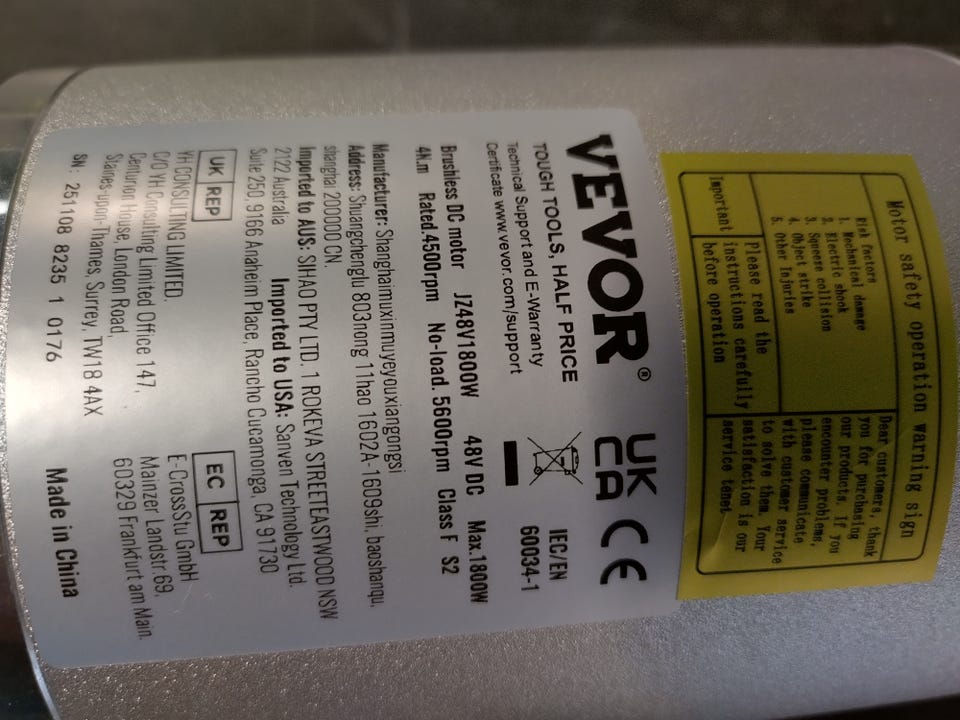 VEVOR®
TOUGH TOOLS, HALF PRICE
Technical Support and E-Warranty
Certificate www.vevor.com/support
UK CA CE
IEC/EN
60034-1
Brushless DC motor JZ48V1800W 48V DC Max.1800W
4N.m Rated.4500rpm No-load. 5600rpm Class F S2
Manufacturer: Shanghaimuxinmuyeyouxiangongsi
Address: Shuangchenglu 803nong 11hao 1602A-1609shi, baoshanqu,
shanghai 200000 CN.
Imported to AUS: SIHAO PTY LTD. 1 ROKEVA STREETEASTWOOD NSW
2122 Australia
Imported to USA: Sanven Technology Ltd.
Suite 250, 9166 Anaheim Place, Rancho Cucamonga, CA 91730
UK REP
YH CONSULTING LIMITED.
C/O YH Consulting Limited Office 147,
Centurion House, London Road,
Staines-upon-Thames, Surrey, TW18 4AX
EC REP
E-CrossStu GmbH
Mainzer Landstr.69,
60329 Frankfurt am Main.
SN: 251108 8235 1 0176
Made in China
Motor safety operation warning sign
Risk factors
1. Mechanical damage
2. Electric shook
3. Squeeze collision
4. Object strike
5. Other injuries
Dear customers, thank
you for purchasing
our products. If you
encounter problems,
please communicate
with customer service
to solve them. Your
satisfaction is our
service tenet
Important
Please read the
instructions carefully
before operation